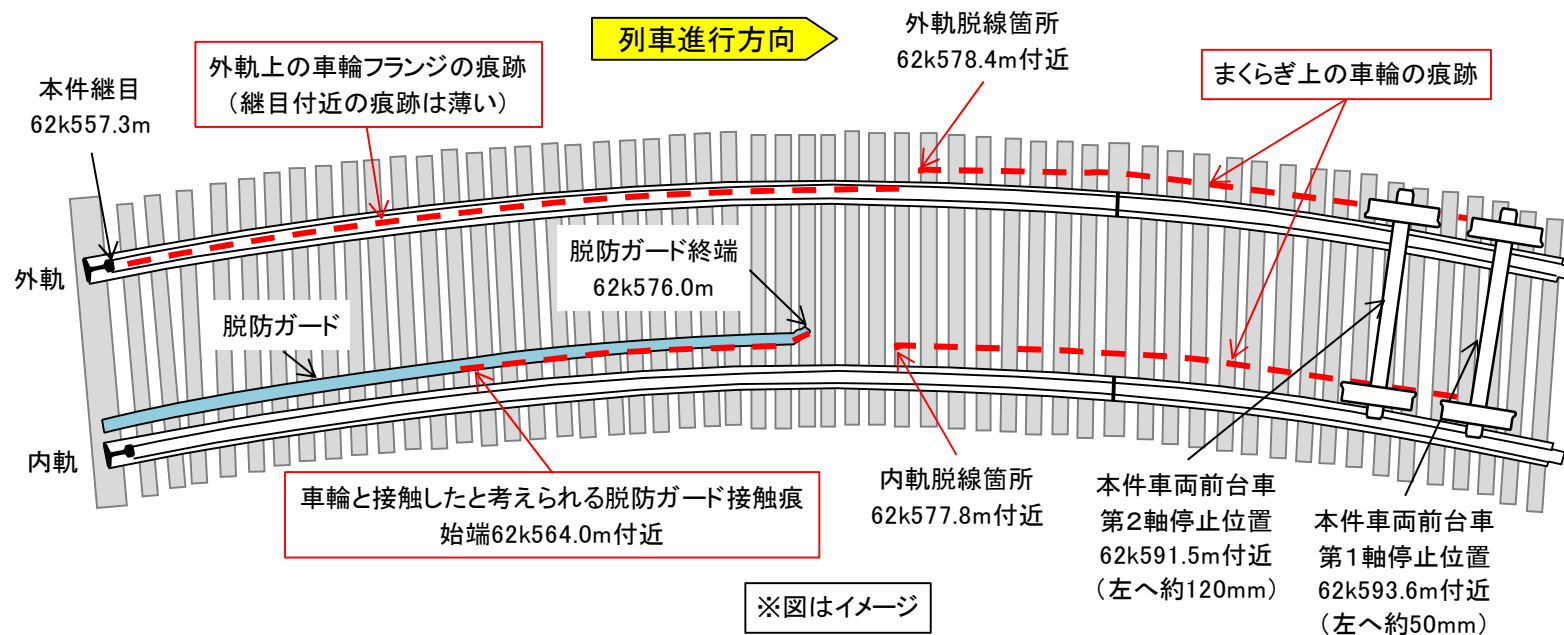 列車進行方向
外軌脱線箇所
62k578.4m付近
外軌上の車輪フランジの痕跡
（継目付近の痕跡は薄い）
まくらぎ上の車輪の痕跡
本件継目
62k557.3m
脱防ガード終端
62k576.0m
外軌
脱防ガード
内軌
車輪と接触したと考えられる脱防ガード接触痕
始端62k564.0m付近
内軌脱線箇所
62k577.8m付近
本件車両前台車
第2軸停止位置
62k591.5m付近
（左へ約120mm）
本件車両前台車
第1軸停止位置
62k593.6m付近
（左へ約50mm）
※図はイメージ